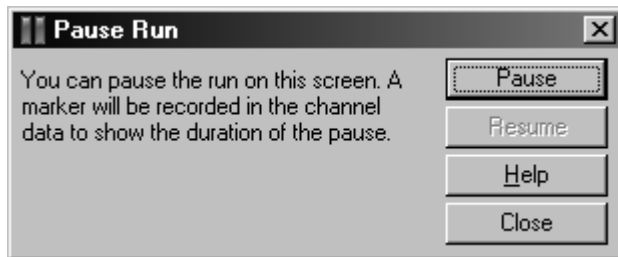 Pause Run
You can pause the run on this screen. A
marker will be recorded in the channel
data to show the duration of the pause.
Pause
Resume
Help
Close